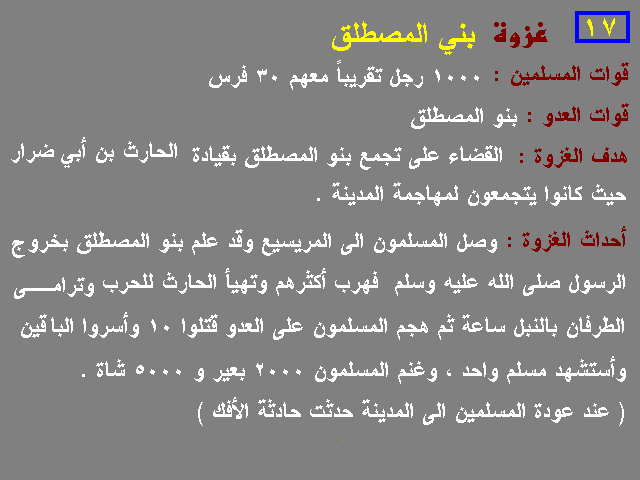 ١٧ غزوة بني المصطلق
قوات المسلمين : ١٠٠٠ رجل تقريباً معهم ٣٠ فرس
قوات العدو : بنو المصطلق
هدف الغزوة : القضاء على تجمع بنو المصطلق بقيادة الحارث بن أبي ضرار
حيث كانوا يتجمعون لمهاجمة المدينة .
أحداث الغزوة : وصل المسلمون الى المريسيع وقد علم بنو المصطلق بخروج
الرسول صلى الله عليه وسلم فهرب أكثرهم وتهيأ الحارث للحرب وترامـــى
الطرفان بالنبل ساعة ثم هجم المسلمون على العدو قتلوا ١٠ وأسروا الباقين
وأستشهد مسلم واحد ، وغنم المسلمون ٢٠٠٠ بعير و ٥٠٠٠ شاة .
( عند عودة المسلمين الى المدينة حدثت حادثة الأفك )